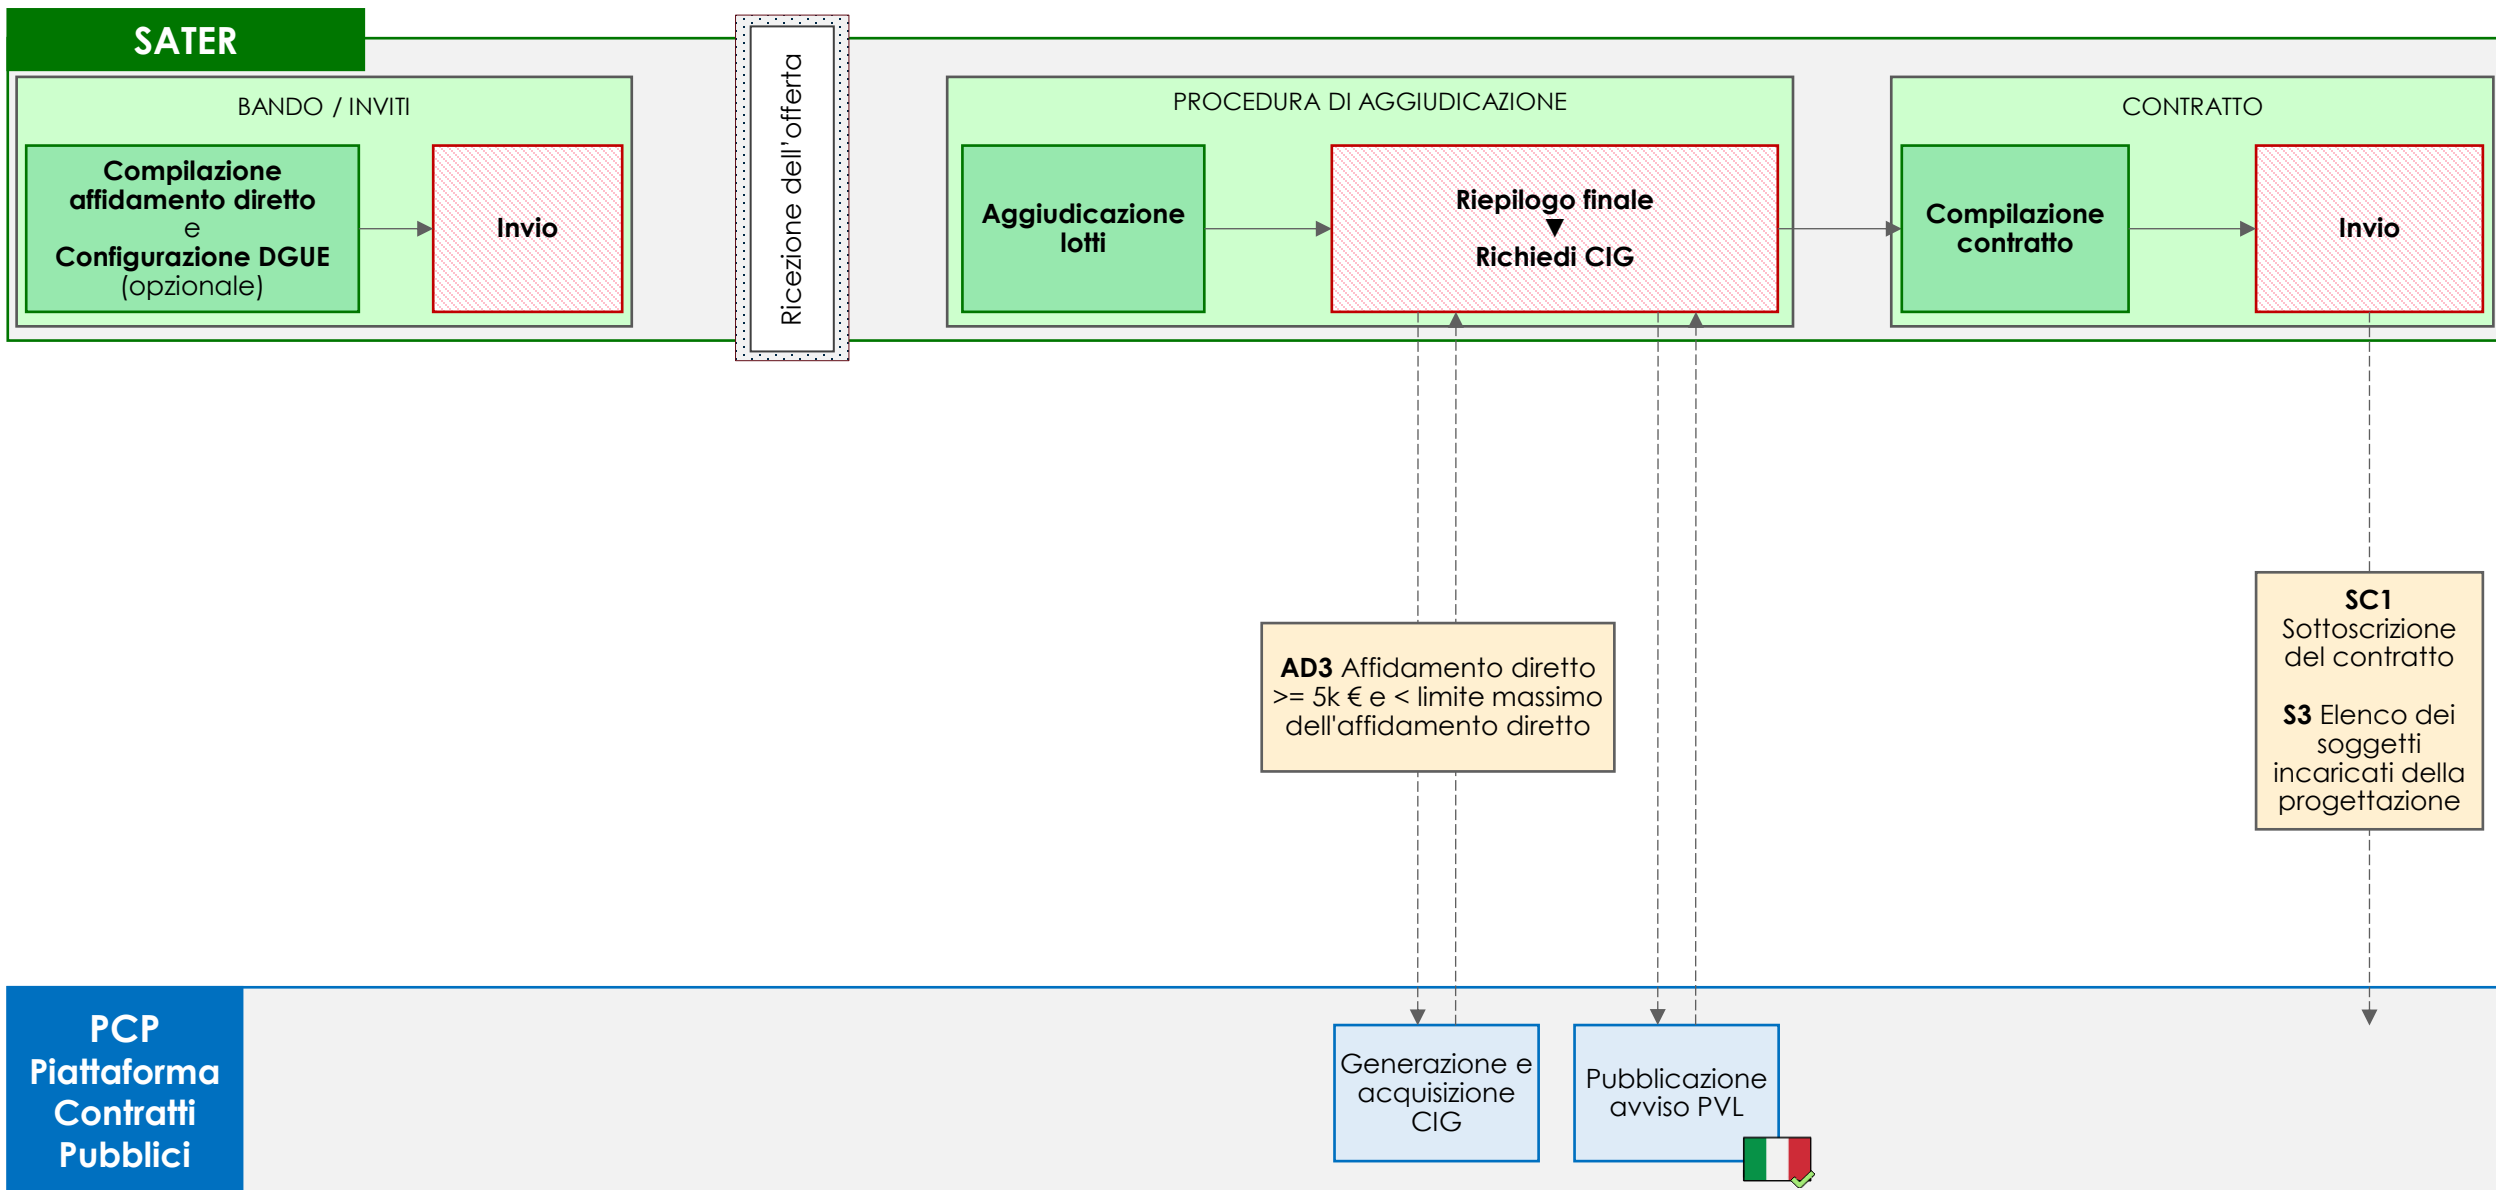 SATER
BANDO / INVITI
Compilazione
affidamento diretto
e
Configurazione DGUE
(opzionale)
Invio
Ricezione dell'offerta
PROCEDURA DI AGGIUDICAZIONE
Aggiudicazione
lotti
Riepilogo finale
▼
Richiedi CIG
CONTRATTO
Compilazione
contratto
Invio
AD3 Affidamento diretto
>= 5k € e < limite massimo
dell'affidamento diretto
SC1
Sottoscrizione
del contratto
S3 Elenco dei
soggetti
incaricati della
progettazione
PCP
Piattaforma
Contratti
Pubblici
Generazione e
acquisizione
CIG
Pubblicazione
avviso PVL